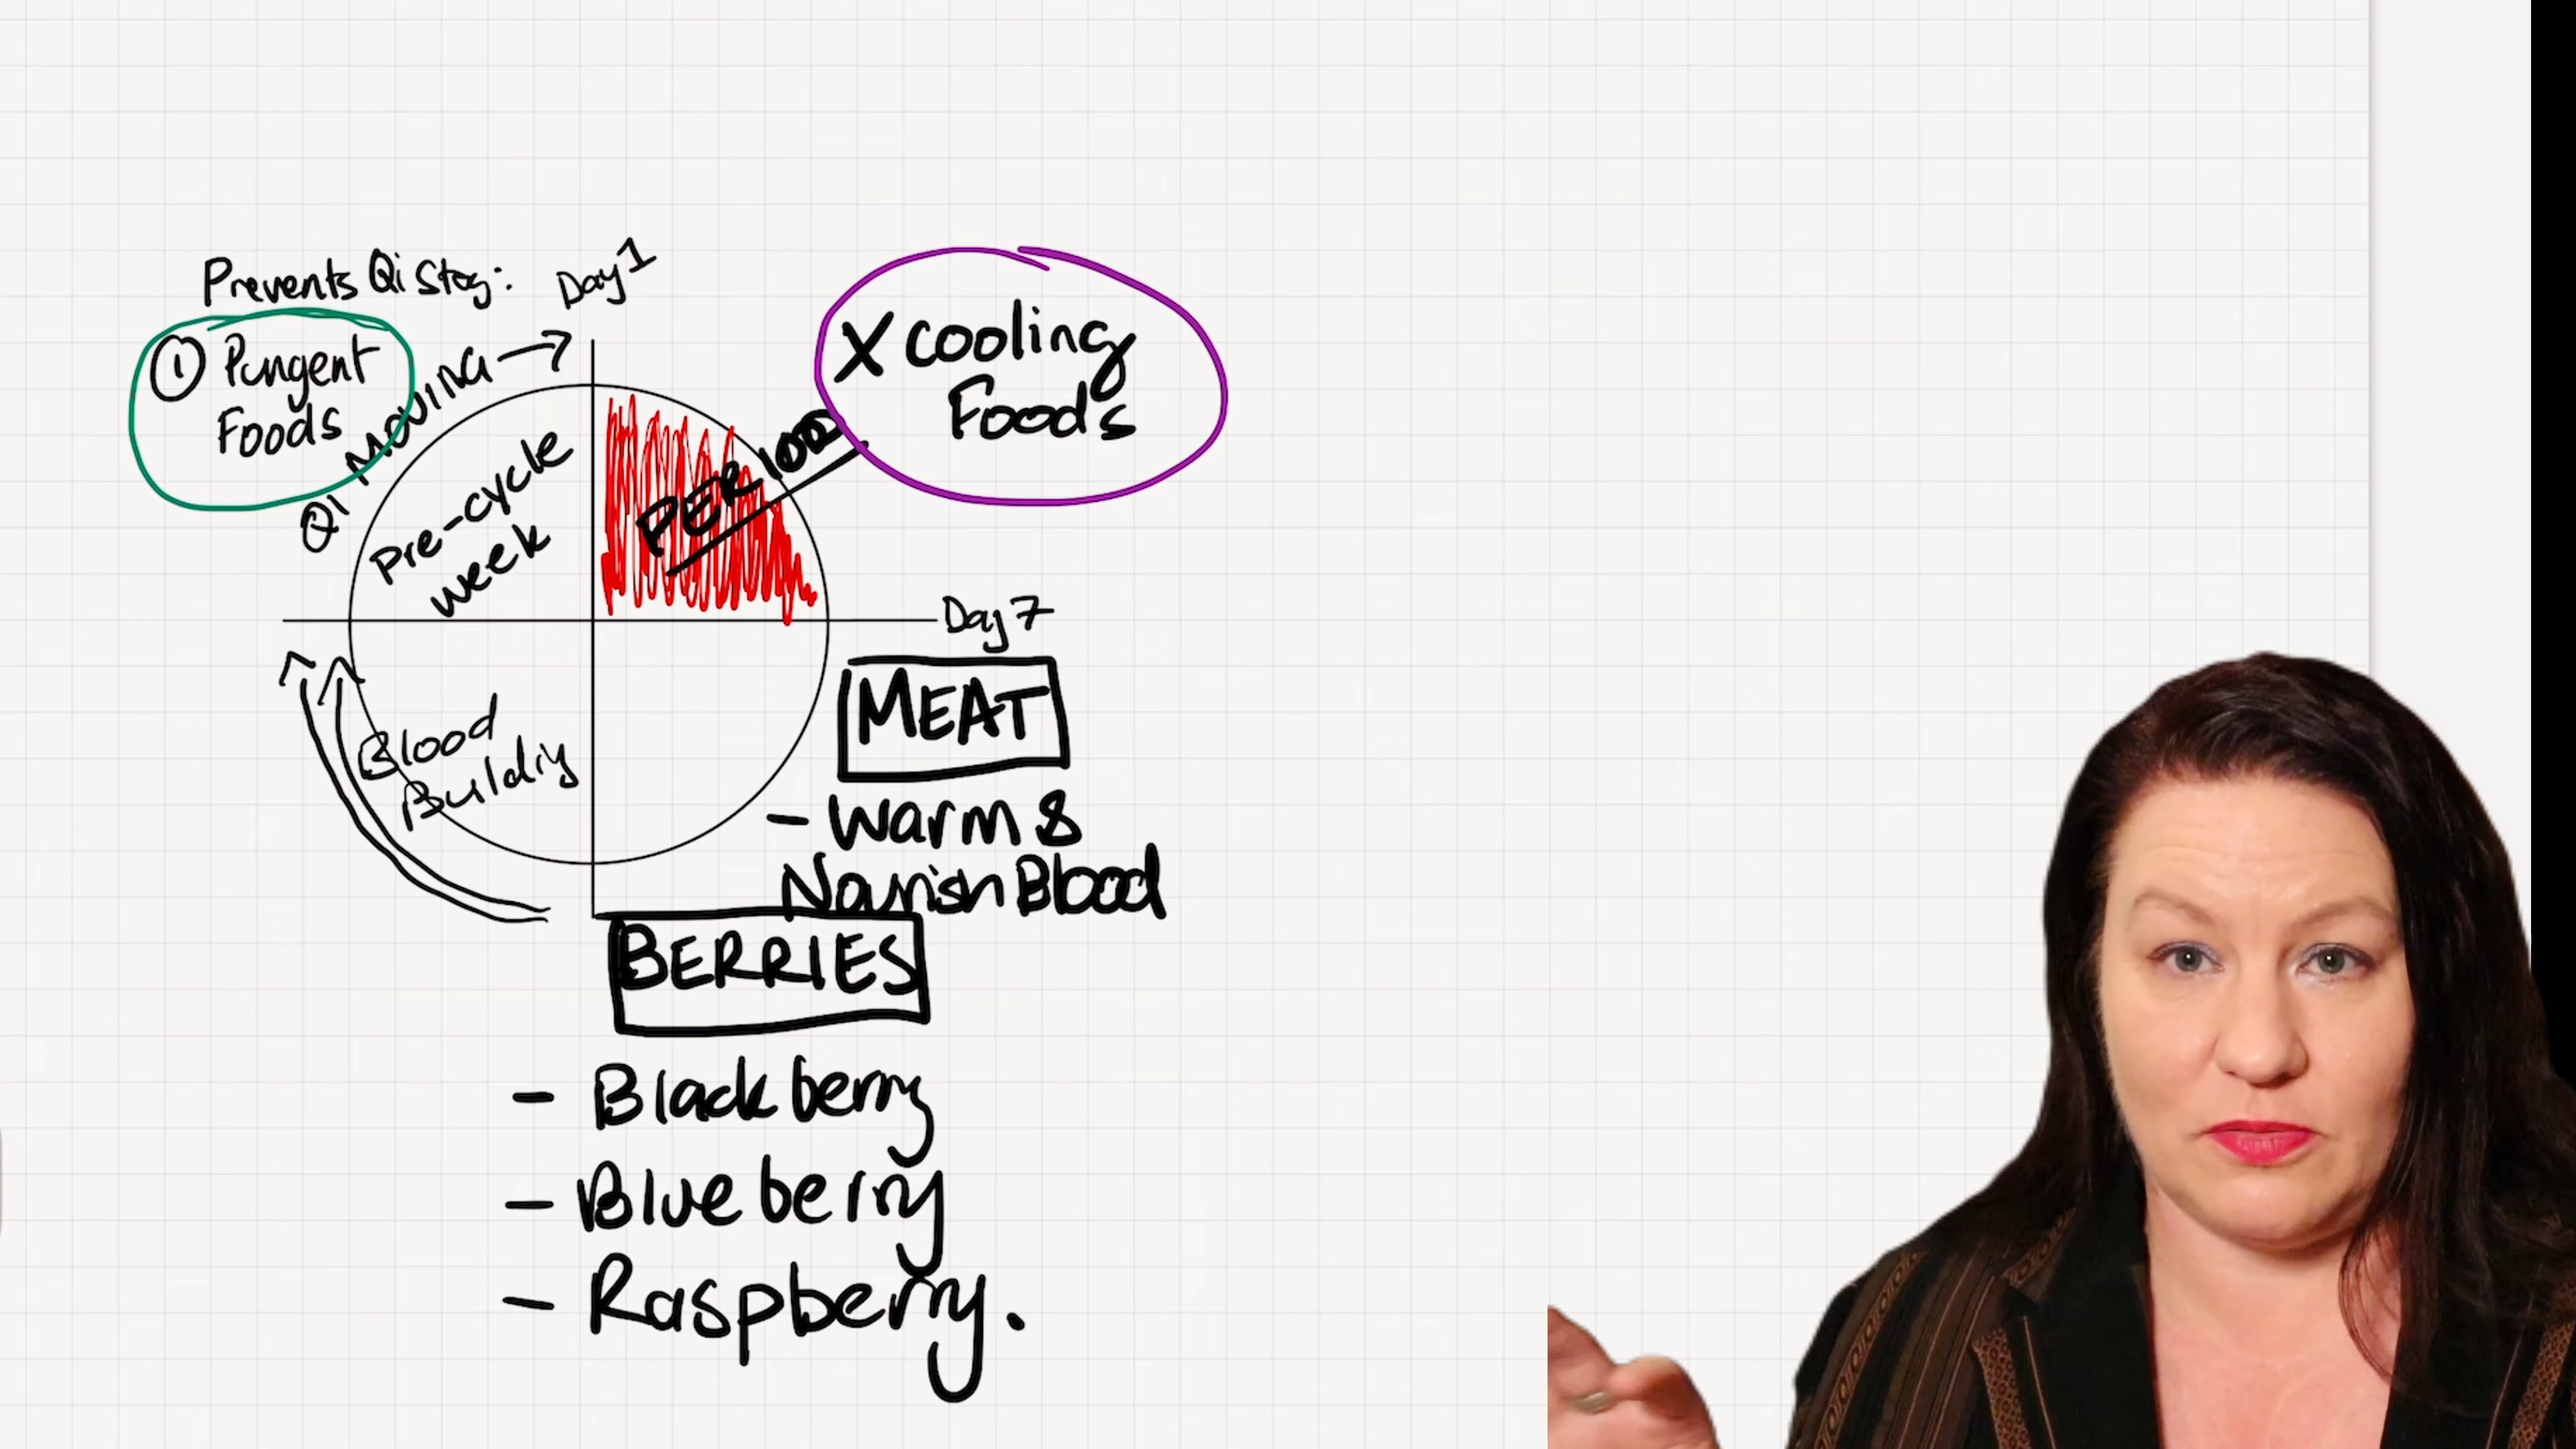 Prevents Qi Stag:
Day 1
① Pungent
Foods
QI MOVING →
X cooling
Foods
Pre-cycle
week
PERIOD
Day 7
MEAT
- Warm &
Nourish Blood
Blood
Building
BERRIES
- Blackberry
- Blueberry
- Raspberry.